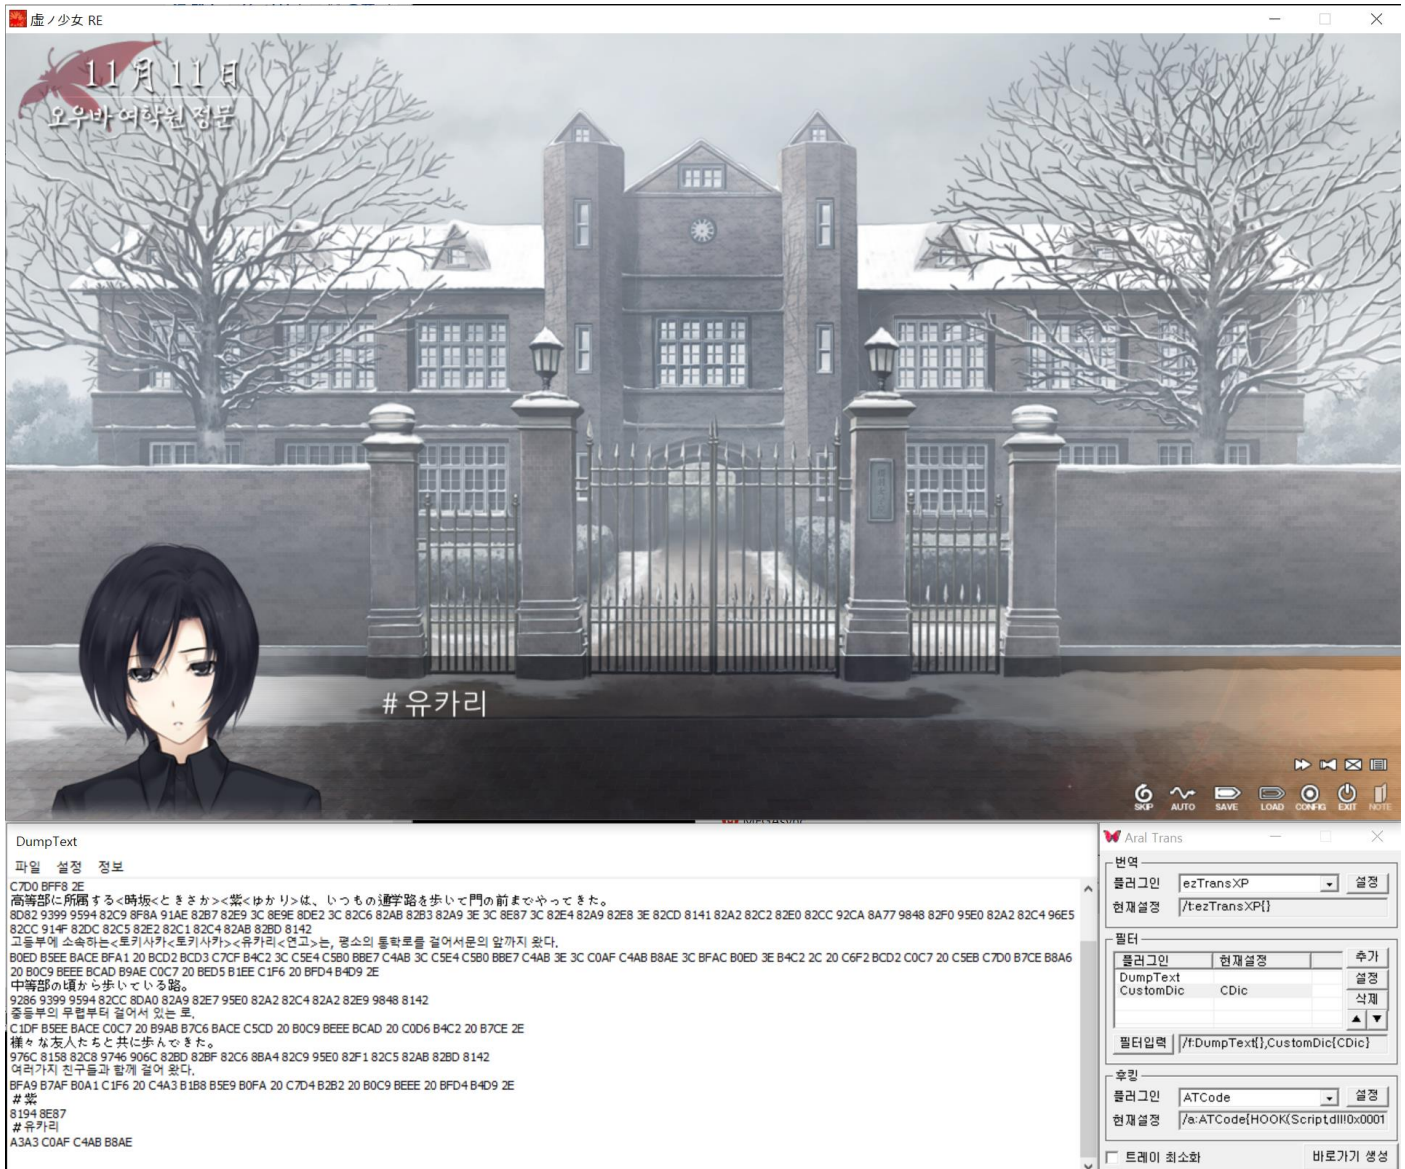 虚ノ少女 RE
11月11日
오우바 여학원 정문
#유카리
SKIP AUTO SAVE LOAD CONFIG EXIT NOTE
DumpText
파일 설정 정보
C7D0 BFF8 2E
高等部に所属する<時坂<ときさか><紫<ゆかり>は、いつもの通学路を歩いて門の前までやってきた。
8D82 9399 9594 82C9 8F8A 91AE 82B7 82E9 3C 8E9E 8DE2 3C 82C6 82AB 82B3 82A9 3E 3C 8E87 3C 82E4 82A9 82E8 3E 82CD 8141 82A2 82C2 82E0 82CC 92CA 8A77 9848 82F0 95E0 82A2 82C4 96E5
82CC 914F 82DC 82C5 82E2 82C1 82C4 82AB 82BD 8142
고등부에 소속하는<토키사카<토키사카><유카리<연고>는, 평소의 통학로를 걸어서문의 앞까지 왔다.
B0ED B5EE BACE BFA1 20 BCD2 BCD3 C7CF B4C2 3C C5E4 C5B0 BBE7 C4AB 3C C5E4 C5B0 BBE7 C4AB 3E 3C C0AF C4AB B8AE 3C BFAC B0ED 3E B4C2 2C 20 C6F2 BCD2 C0C7 20 C5EB C7D0 B7CE B8A6
20 B0C9 BEEE BCAD B9AE C0C7 20 BED5 B1EE C1F6 20 BFD4 B4D9 2E
中等部の頃から歩いている路。
9286 9399 9594 82CC 8DA0 82A9 82E7 95E0 82A2 82C4 82A2 82E9 9848 8142
중등부의 무렵부터 걸어서 있는 로.
C1DF B5EE BACE C0C7 20 B9AB B7C6 BACE C5CD 20 B0C9 BEEE BCAD 20 C0D6 B4C2 20 B7CE 2E
様々な友人たちと共に歩んできた。
976C 8158 82C8 9746 906C 82BD 82BF 82C6 8BA4 82C9 95E0 82F1 82C5 82AB 82BD 8142
여러가지 친구들과 함께 걸어 왔다.
BFA9 B7AF B0A1 C1F6 20 C4A3 B1B8 B5E9 B0FA 20 C7D4 B2B2 20 B0C9 BEEE 20 BFD4 B4D9 2E
＃紫
8194 8E87
＃유카리
A3A3 C0AF C4AB B8AE
Aral Trans
번역
플러그인 ezTransXP 설정
현재설정 /t:ezTransXP{}
필터
플러그인 현재설정 추가
DumpText 설정
CustomDic CDic 삭제
필터입력 /f:DumpText{},CustomDic{CDic}
후킹
플러그인 ATCode 설정
현재설정 /a:ATCode{HOOK(Script.dll!0x0001
트레이 최소화 바로가기 생성